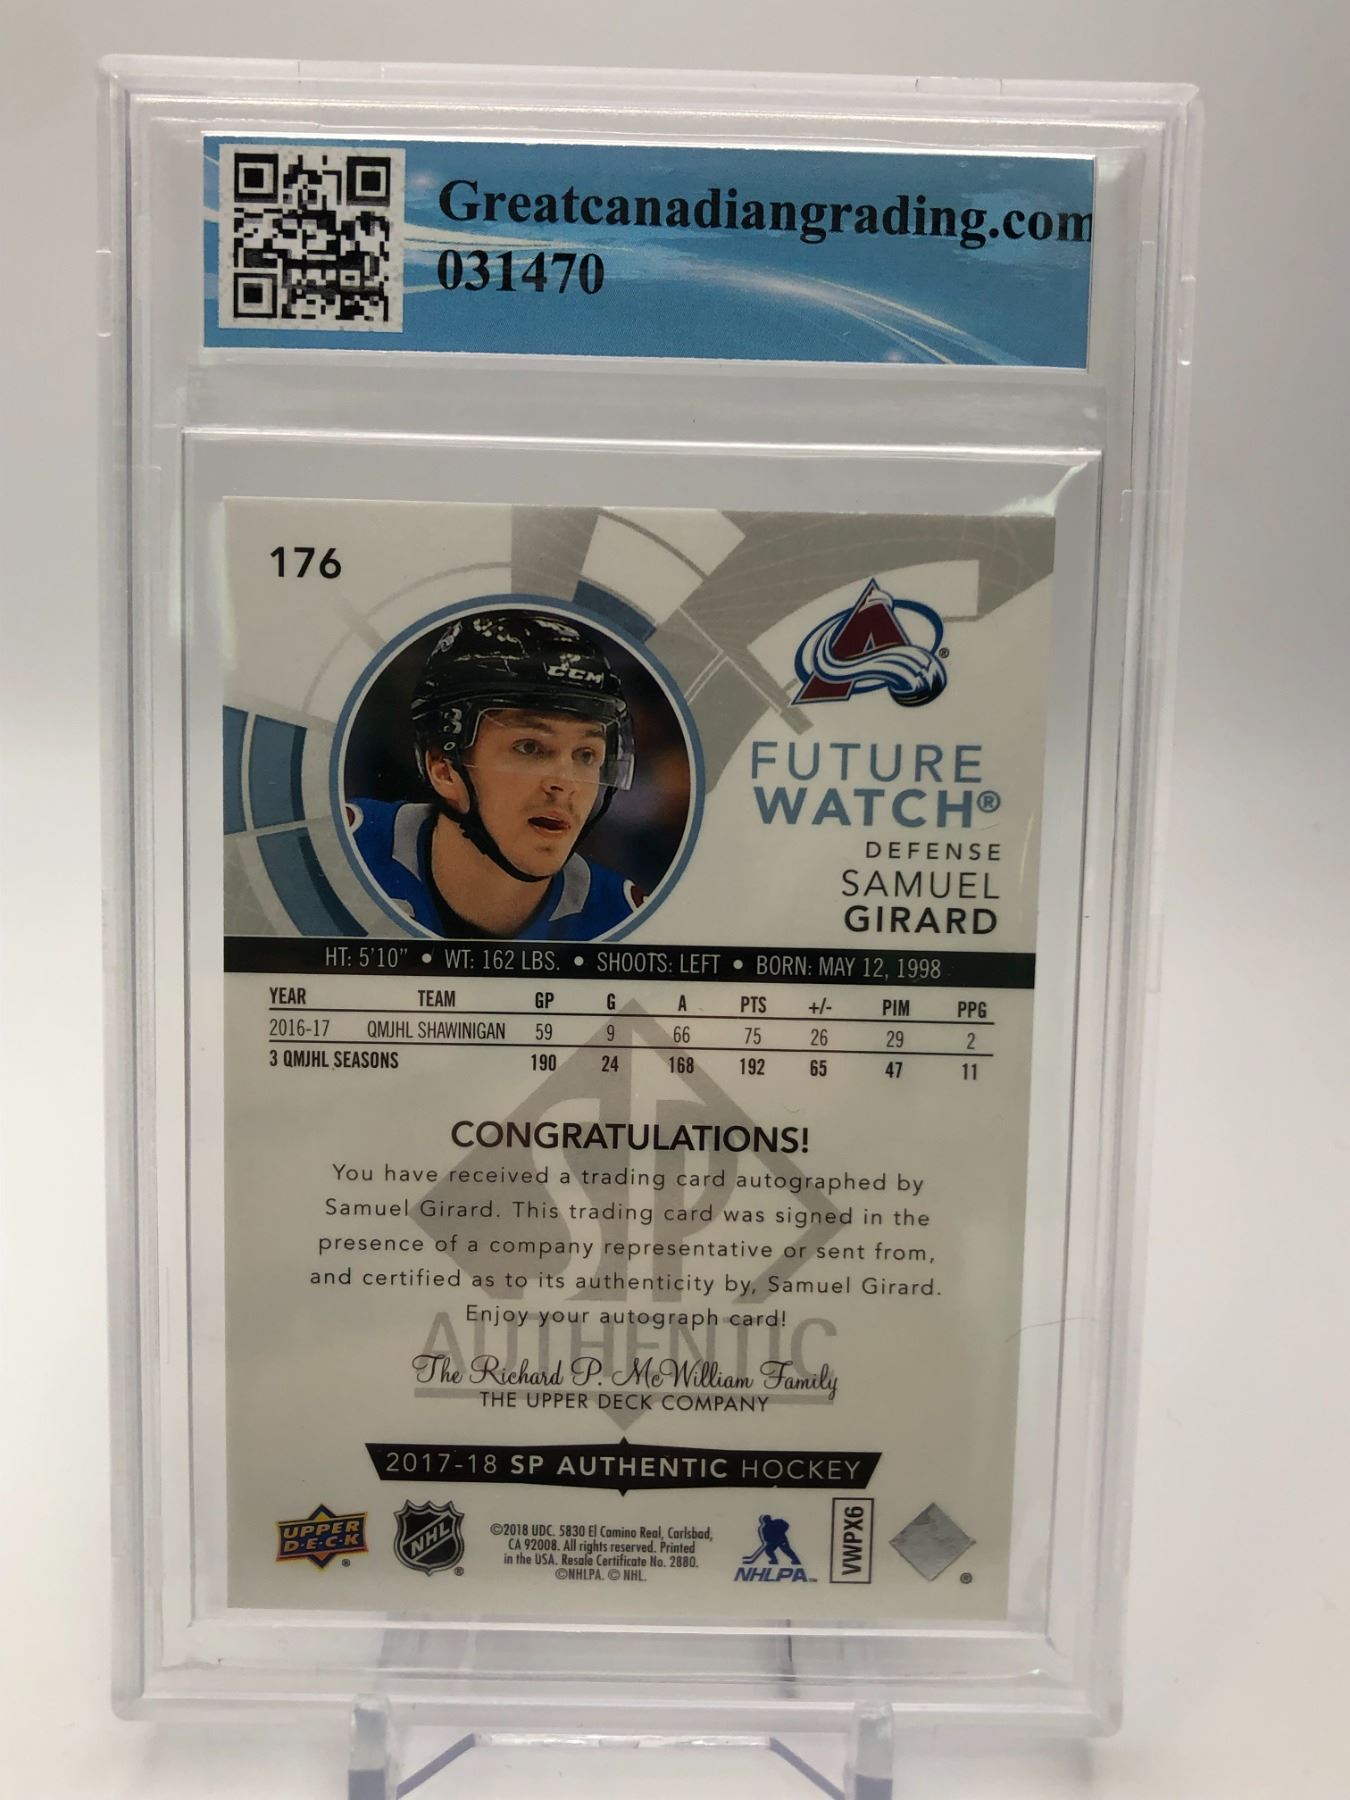 Greatcanadiangrading.com
031470
176
CCM
FUTURE
WATCH®
DEFENSE
SAMUEL
GIRARD
HT: 5'10" • WT: 162 LBS. • SHOOTS: LEFT • BORN: MAY 12, 1998
YEAR TEAM GP G A PTS +/- PIM PPG
2016-17 QMJHL SHAWINIGAN 59 9 66 75 26 29 2
3 QMJHL SEASONS 190 24 168 192 65 47 11
CONGRATULATIONS!
You have received a trading card autographed by
Samuel Girard. This trading card was signed in the
presence of a company representative or sent from,
and certified as to its authenticity by, Samuel Girard.
Enjoy your autograph card!
SP
AUTHENTIC
The Richard P. McWilliam Family
THE UPPER DECK COMPANY
2017-18 SP AUTHENTIC HOCKEY
UPPER
D·E·C·K
®
NHL
®
©2018 UDC. 5830 El Camino Real, Carlsbad,
CA 92008. All rights reserved. Printed
in the USA. Resale Certificate No. 2880.
©NHLPA. © NHL.
NHLPA™
VWPX6
®